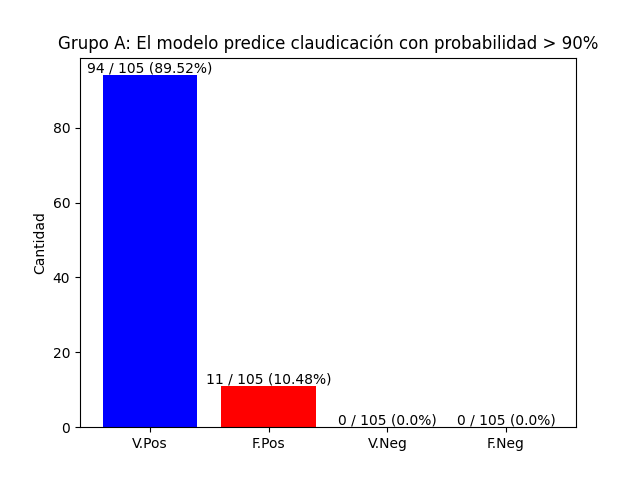 Grupo A: El modelo predice claudicación con probabilidad > 90%
94 / 105 (89.52%)
80
60
Cantidad
40
20
11 / 105 (10.48%)
0 / 105 (0.0%)
0 / 105 (0.0%)
0
V.Pos
F.Pos
V.Neg
F.Neg